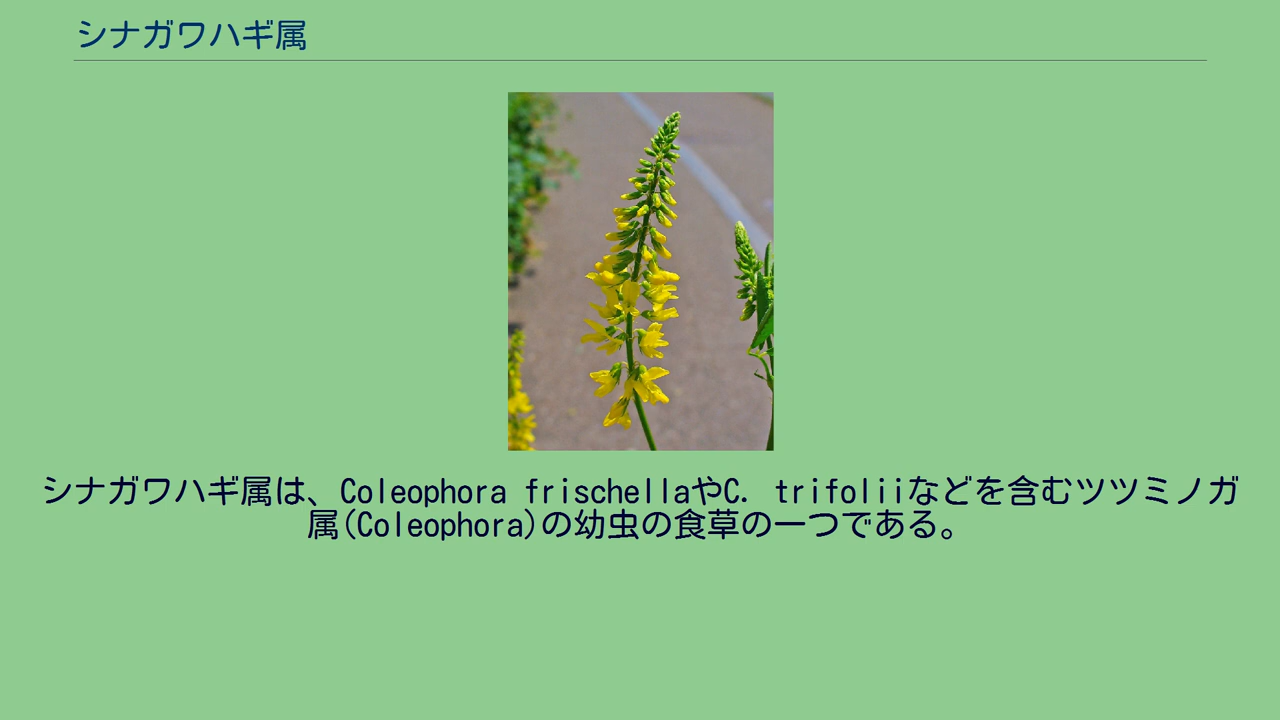 シナガワハギ属
シナガワハギ属は、Coleophora frischellaやC. trifoliiなどを含むツツミノガ
属(Coleophora)の幼虫の食草の一つである。